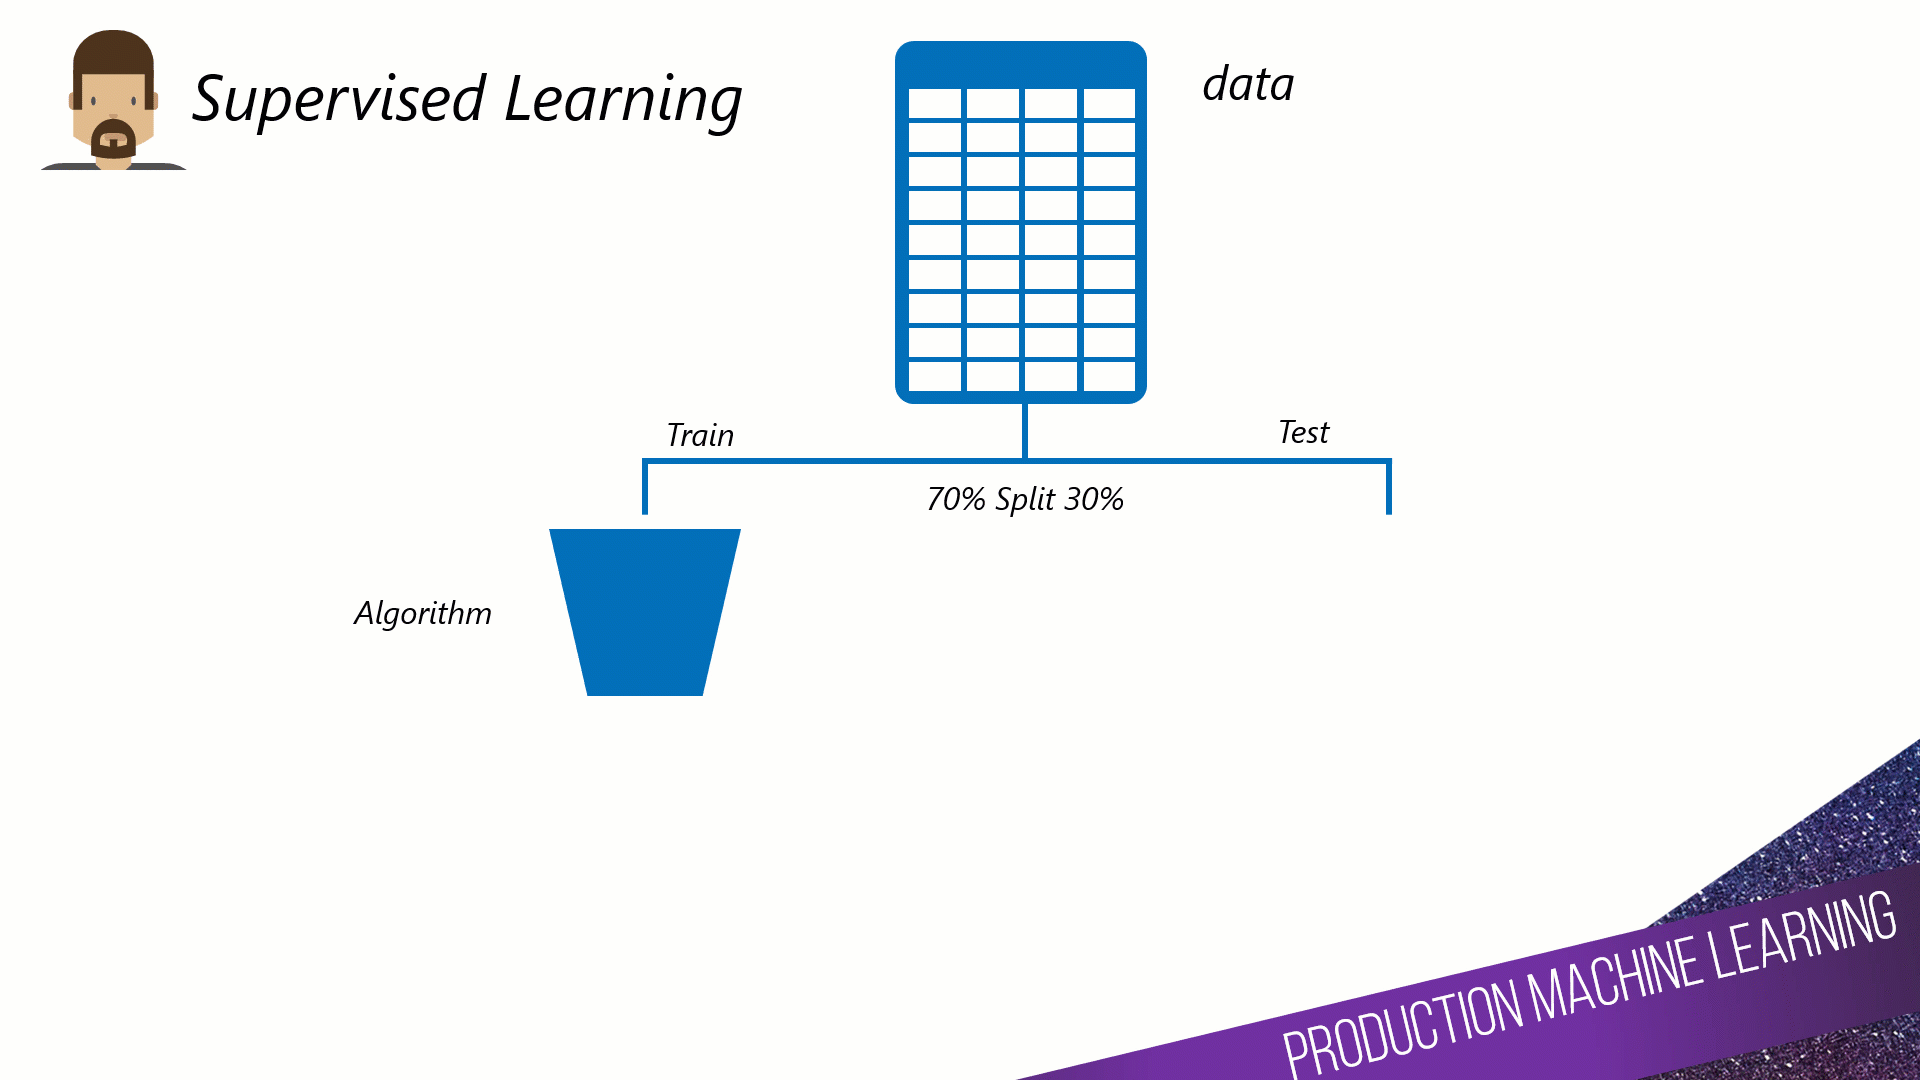 Supervised Learning
data
Train
Test
70% Split 30%
Algorithm
PRODUCTION MACHINE LEARNING